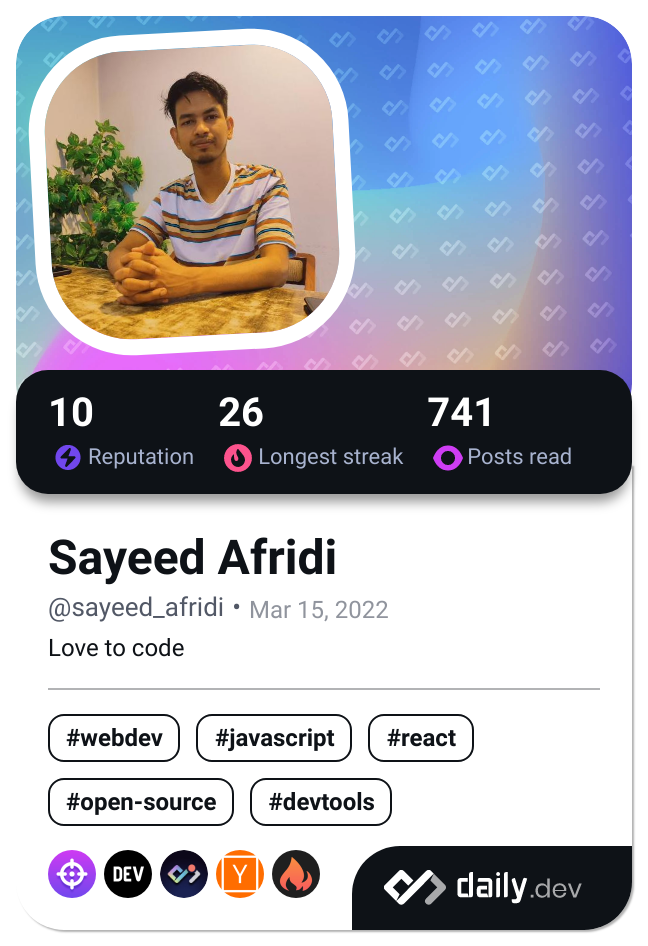 10 26 741
Reputation Longest streak Posts read
Sayeed Afridi
@sayeed_afridi • Mar 15, 2022
Love to code
#webdev #javascript #react
#open-source #devtools
DEV Y
daily.dev